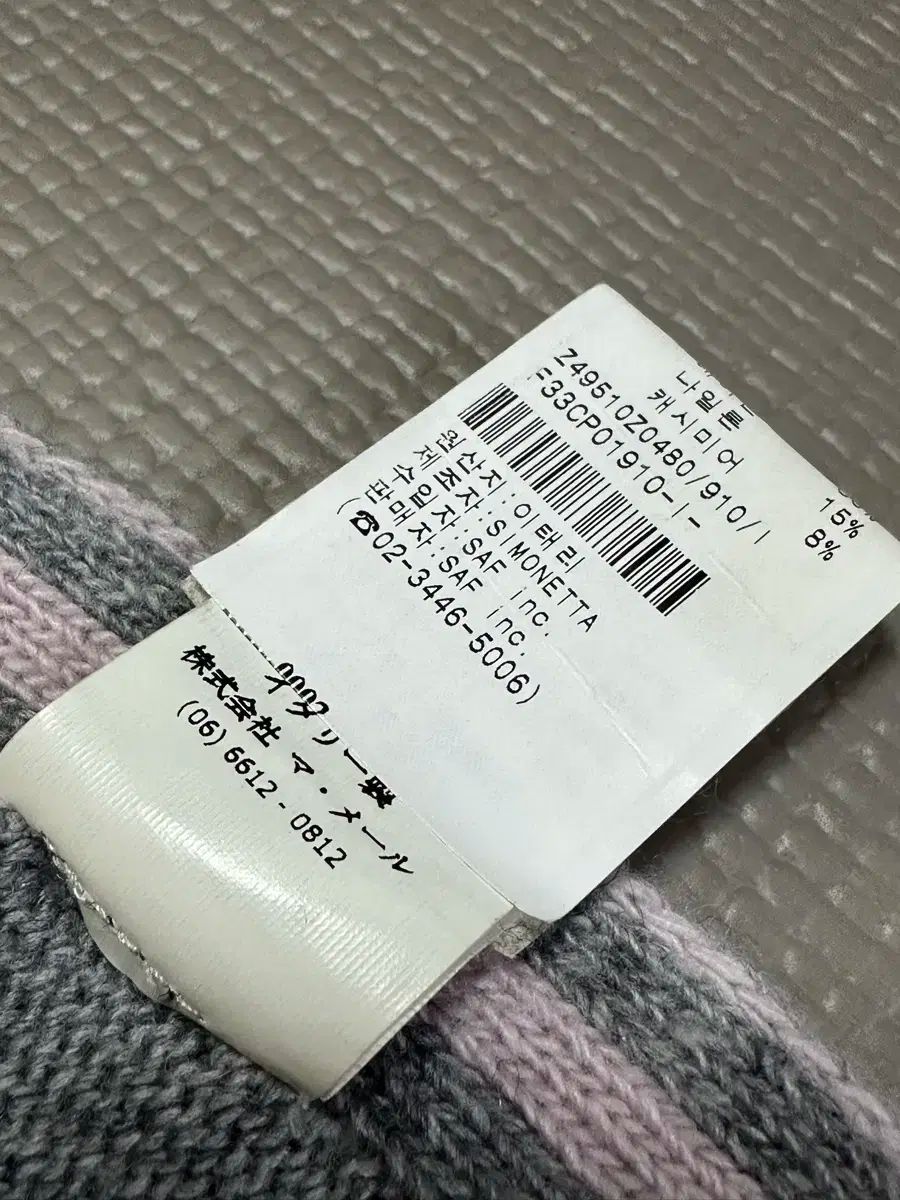 나일론 15%
캐시미어 8%
Z49510Z0480/910/I
F33CP01910-I-
원산지:이태리
제조자:SIMONETTA
수입자:SAF inc.
판매자:SAF inc.
(☎02-3446-5006)
イタリー製
株式会社 マ・メール
(06)6612-0812